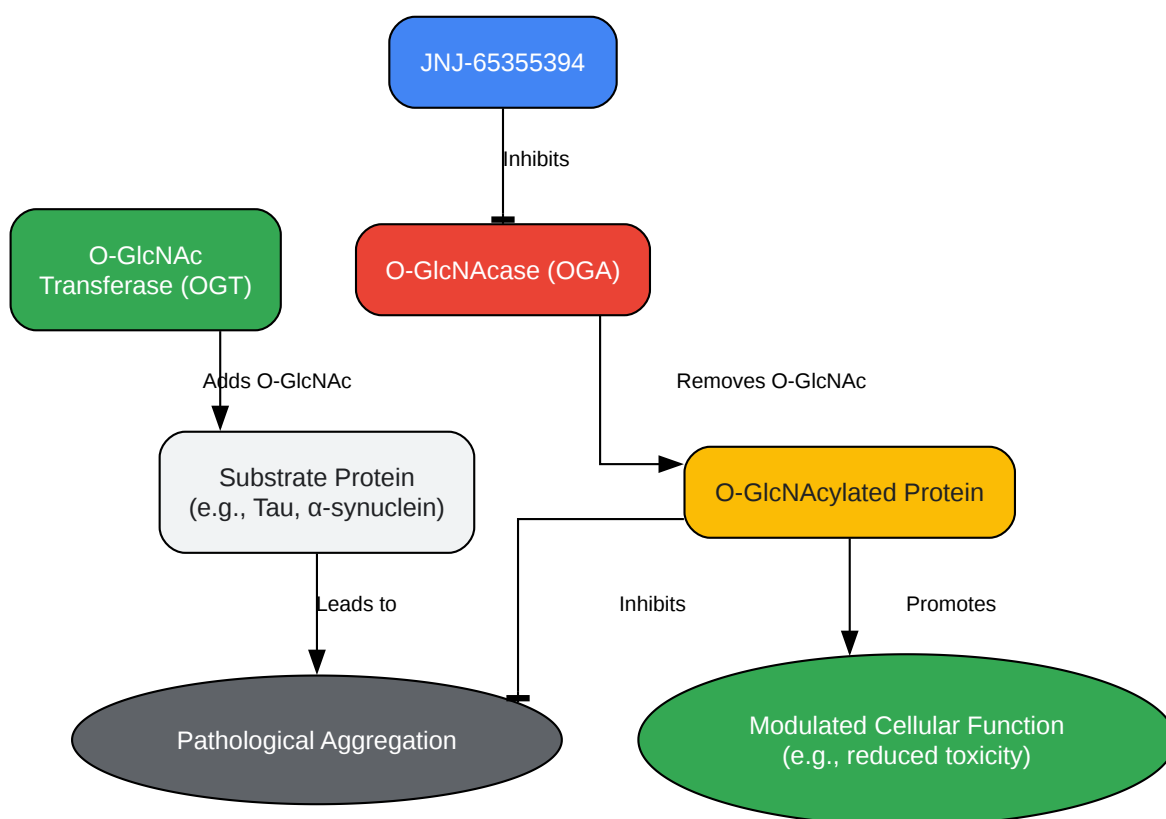 JNJ-65355394
Inhibits
O-GlcNAc
Transferase (OGT)
O-GlcNAcase (OGA)
Adds O-GlcNAc
Removes O-GlcNAc
Substrate Protein
(e.g., Tau, α-synuclein)
O-GlcNAcylated Protein
Leads to
Inhibits
Promotes
Pathological Aggregation
Modulated Cellular Function
(e.g., reduced toxicity)